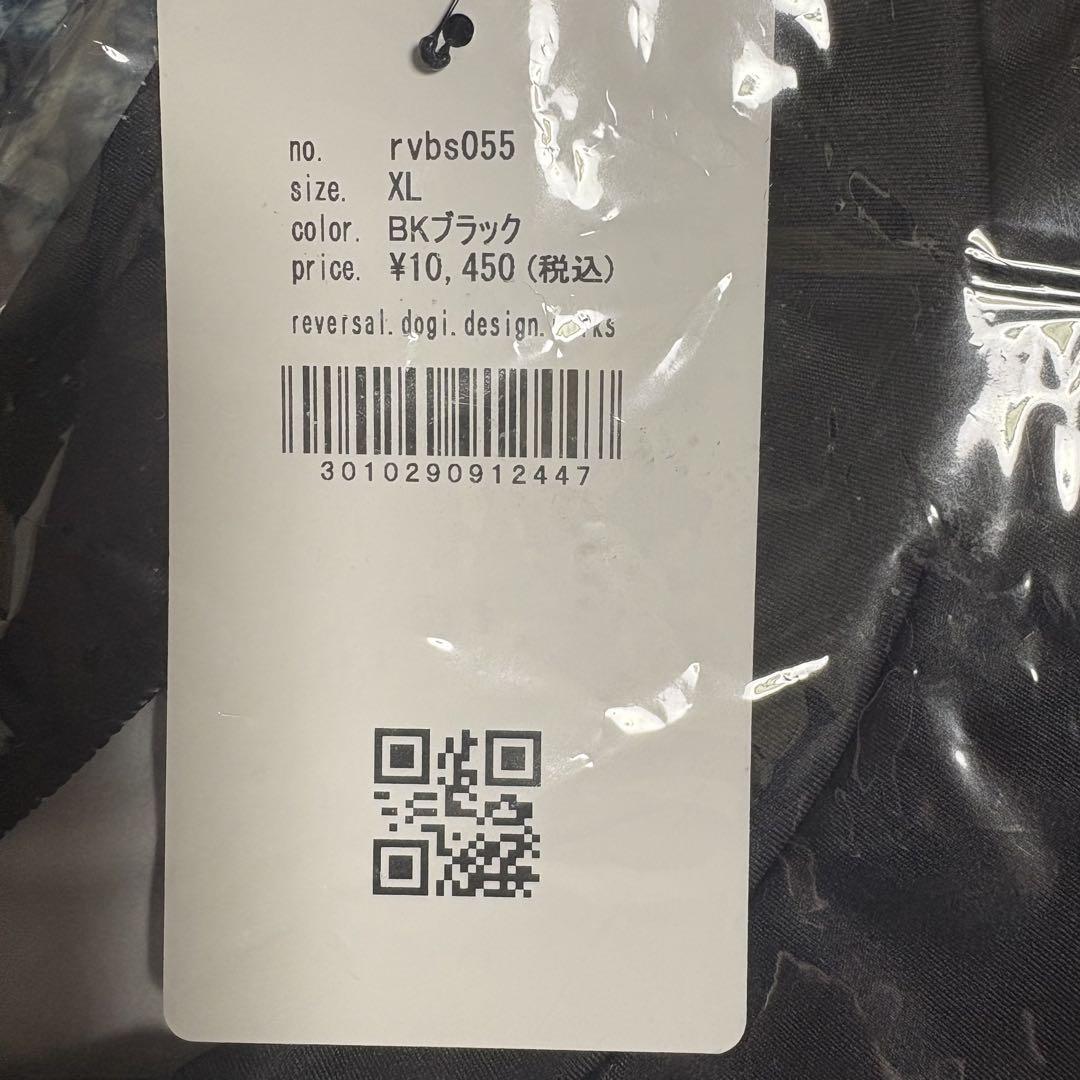 no. rvbs055
size. XL
color. BKブラック
price. ¥10,450(税込)
reversal.dogi.design.
3010290912447